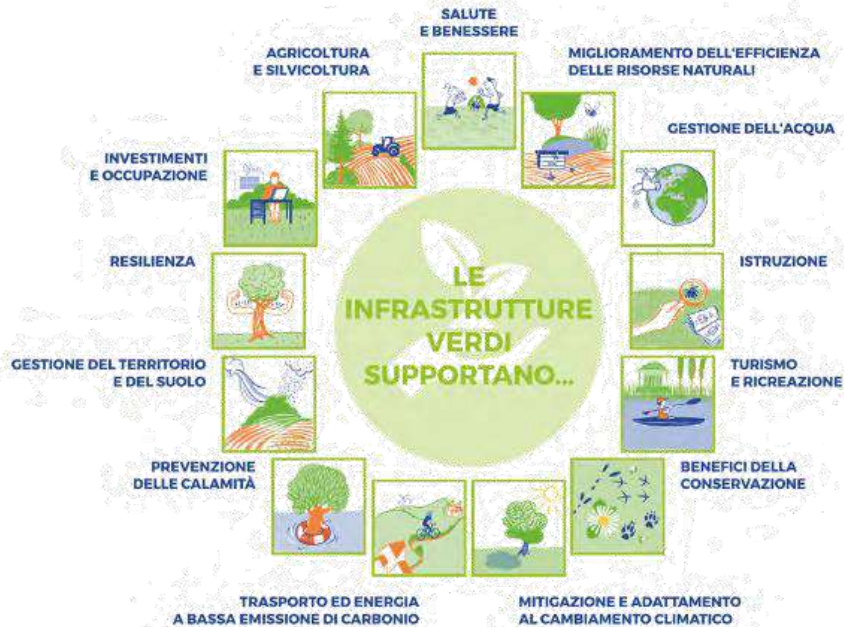 SALUTE
E BENESSERE
MIGLIORAMENTO DELL'EFFICIENZA
DELLE RISORSE NATURALI
GESTIONE DELL'ACQUA
ISTRUZIONE
TURISMO
E RICREAZIONE
BENEFICI DELLA
CONSERVAZIONE
MITIGAZIONE E ADATTAMENTO
AL CAMBIAMENTO CLIMATICO
TRASPORTO ED ENERGIA
A BASSA EMISSIONE DI CARBONIO
PREVENZIONE
DELLE CALAMITÀ
GESTIONE DEL TERRITORIO
E DEL SUOLO
RESILIENZA
INVESTIMENTI
E OCCUPAZIONE
AGRICOLTURA
E SILVICOLTURA
LE
INFRASTRUTTURE
VERDI
SUPPORTANO...